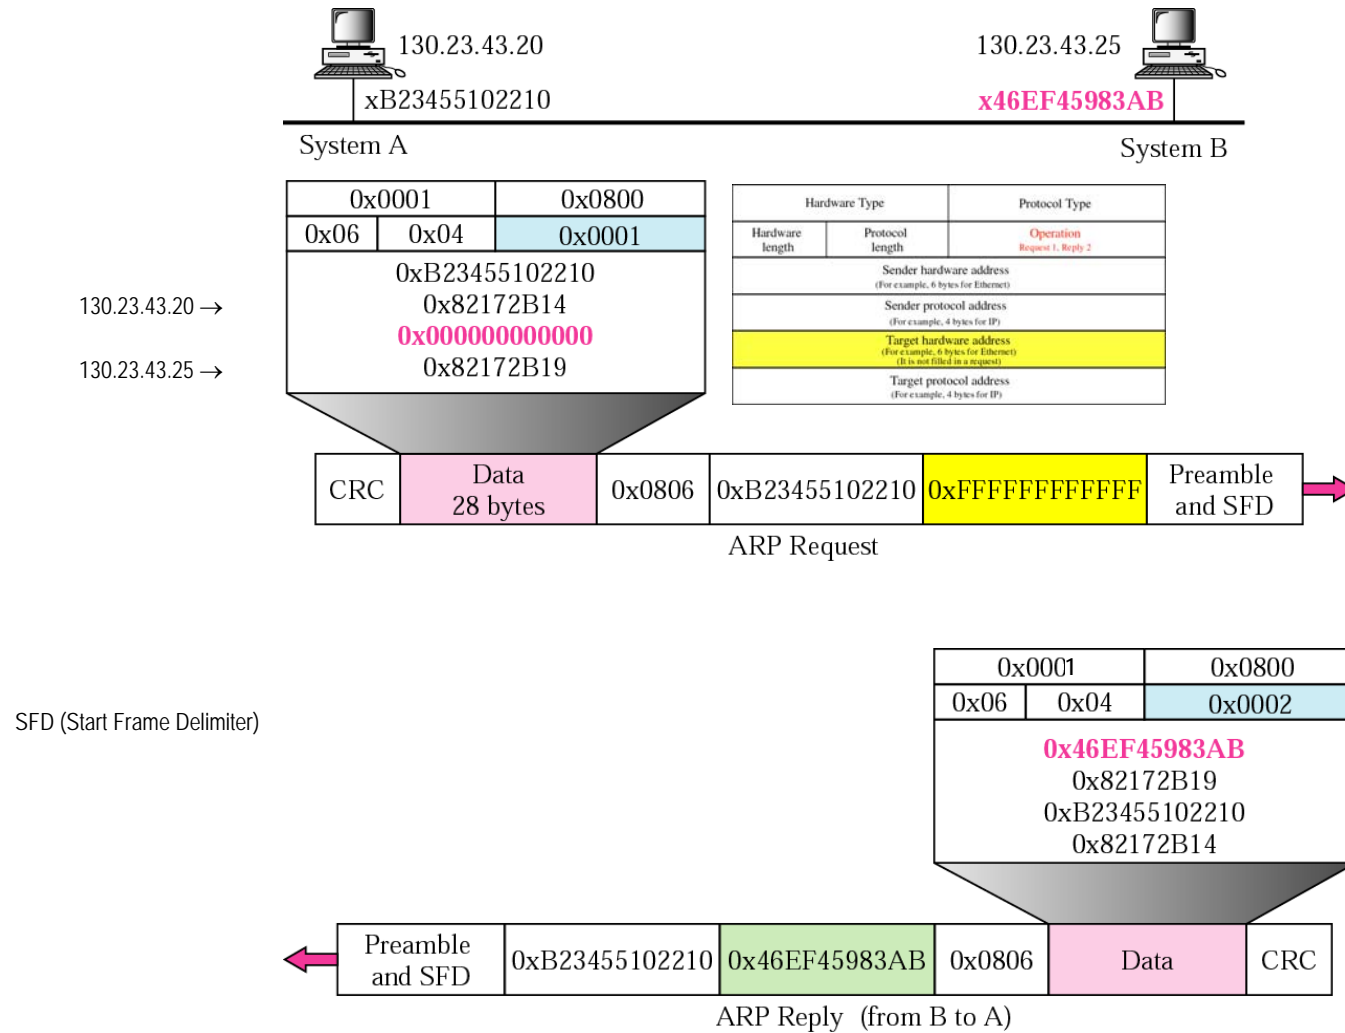 130.23.43.20
130.23.43.25
xB23455102210
x46EF45983AB
System A
System B
0x0001 0x0800
0x06 0x04 0x0001
0xB23455102210
130.23.43.20 →
0x82172B14
0x000000000000
130.23.43.25 →
0x82172B19
Hardware Type
Protocol Type
Hardware
length
Protocol
length
Operation
Request 1, Reply 2
Sender hardware address
(For example, 6 bytes for Ethernet)
Sender protocol address
(For example, 4 bytes for IP)
Target hardware address
(For example, 6 bytes for Ethernet)
(It is not filled in a request)
Target protocol address
(For example, 4 bytes for IP)
CRC
Data
28 bytes
0x0806
0xB23455102210
0xFFFFFFFFFFFF
Preamble
and SFD
ARP Request
SFD (Start Frame Delimiter)
0x0001 0x0800
0x06 0x04 0x0002
0x46EF45983AB
0x82172B19
0xB23455102210
0x82172B14
Preamble
and SFD
0xB23455102210
0x46EF45983AB
0x0806
Data
CRC
ARP Reply (from B to A)